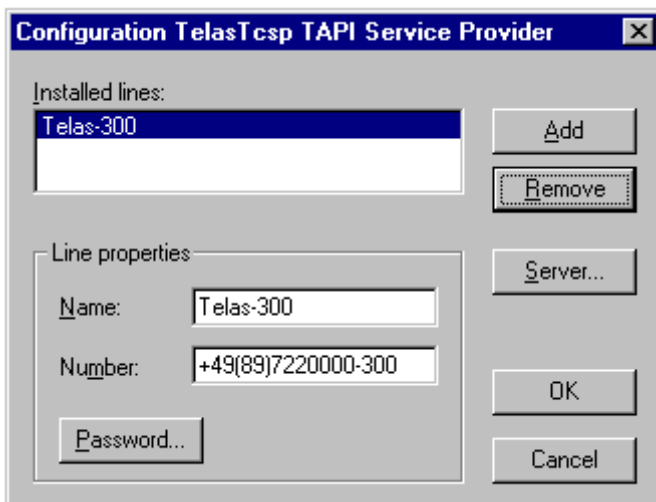 Configuration TelasTcsp TAPI Service Provider
Installed lines:
Telas-300
Add
Remove
Line properties
Server...
Name:
Telas-300
Number:
+49(89)7220000-300
OK
Password...
Cancel